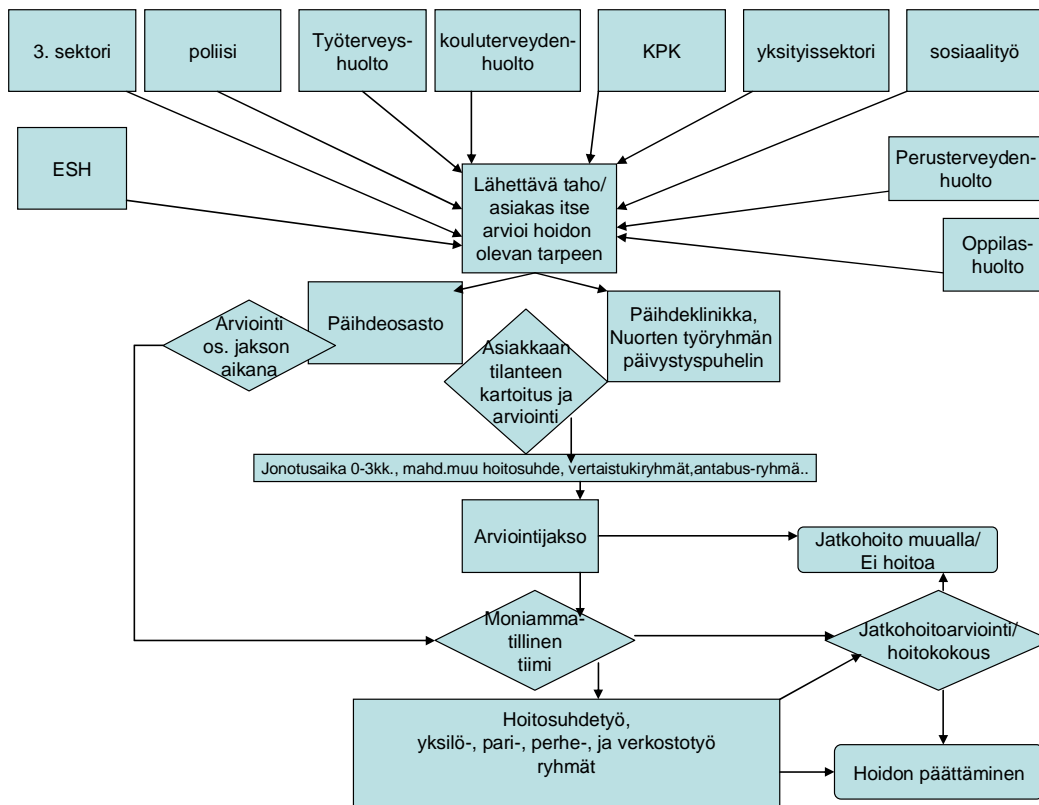 3. sektori
poliisi
Työterveys-
huolto
kouluterveyden-
huolto
KPK
yksityissektori
sosiaalityö
ESH
Lähettävä taho/
asiakas itse
arvioi hoidon
olevan tarpeen
Perusterveyden-
huolto
Oppilas-
huolto
Arviointi
os. jakson
aikana
Päihdeosasto
Asiakkaan
tilanteen
kartoitus ja
arviointi
Päihdeklinikka,
Nuorten työryhmän
päivystyspuhelin
Jonotusaika 0-3kk., mahd.muu hoitosuhde, vertaistukiryhmät,antabus-ryhmä..
Arviointijakso
Jatkohoito muualla/
Ei hoitoa
Moniamma-
tillinen
tiimi
Jatkohoitoarviointi/
hoitokokous
Hoitosuhdetyö,
yksilö-, pari-, perhe-, ja verkostotyö
ryhmät
Hoidon päättäminen